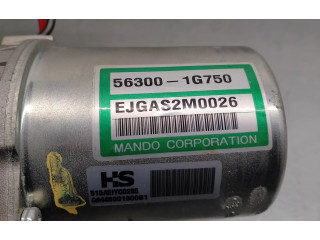 56300-1G750
EJGAS2M0026
MANDO CORPORATION
HS